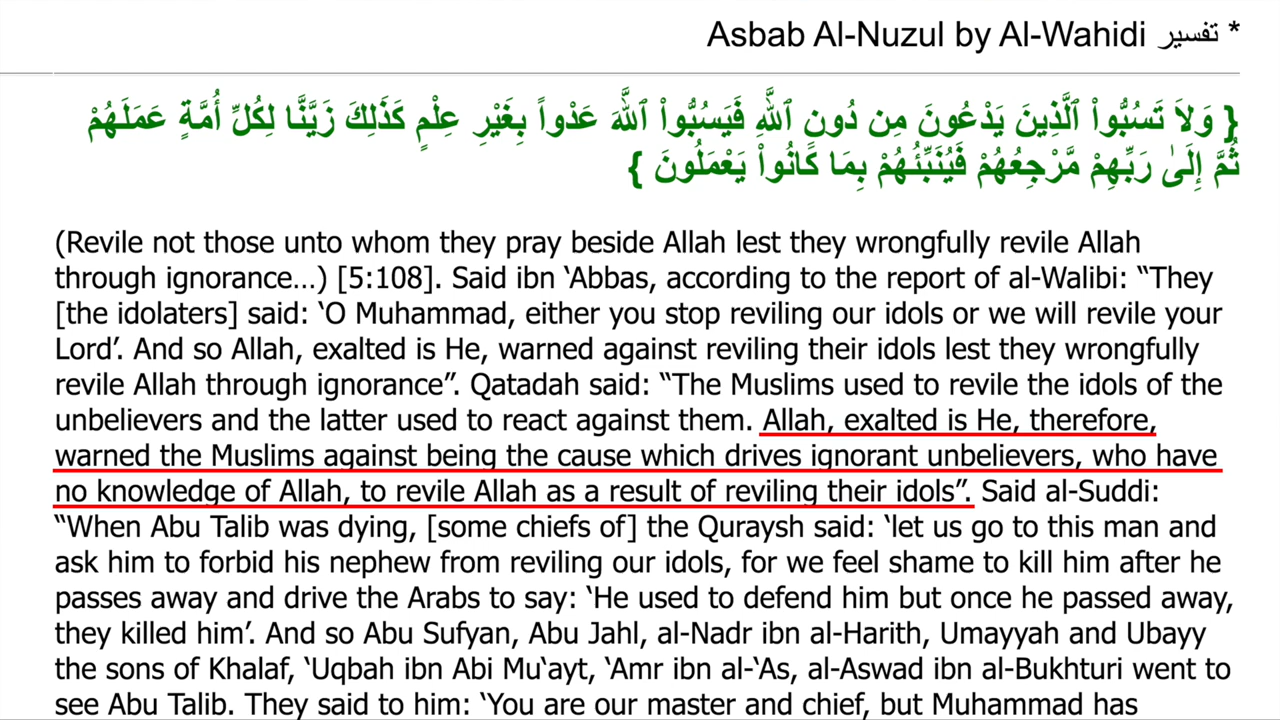 Asbab Al-Nuzul by Al-Wahidi تفسير *
{ وَلاَ تَسُبُّواْ ٱلَّذِينَ يَدْعُونَ مِن دُونِ ٱللَّهِ فَيَسُبُّواْ ٱللَّهَ عَدْواً بِغَيْرِ عِلْمٍ كَذَلِكَ زَيَّنَّا لِكُلِّ أُمَّةٍ عَمَلَهُمْ
ثُمَّ إِلَىٰ رَبِّهِمْ مَّرْجِعُهُمْ فَيُنَبِّئُهُمْ بِمَا كَانُواْ يَعْمَلُونَ }
(Revile not those unto whom they pray beside Allah lest they wrongfully revile Allah
through ignorance…) [5:108]. Said ibn ‘Abbas, according to the report of al-Walibi: “They
[the idolaters] said: ‘O Muhammad, either you stop reviling our idols or we will revile your
Lord’. And so Allah, exalted is He, warned against reviling their idols lest they wrongfully
revile Allah through ignorance”. Qatadah said: “The Muslims used to revile the idols of the
unbelievers and the latter used to react against them. Allah, exalted is He, therefore,
warned the Muslims against being the cause which drives ignorant unbelievers, who have
no knowledge of Allah, to revile Allah as a result of reviling their idols”. Said al-Suddi:
“When Abu Talib was dying, [some chiefs of] the Quraysh said: ‘let us go to this man and
ask him to forbid his nephew from reviling our idols, for we feel shame to kill him after he
passes away and drive the Arabs to say: ‘He used to defend him but once he passed away,
they killed him’. And so Abu Sufyan, Abu Jahl, al-Nadr ibn al-Harith, Umayyah and Ubayy
the sons of Khalaf, ‘Uqbah ibn Abi Mu‘ayt, ‘Amr ibn al-‘As, al-Aswad ibn al-Bukhturi went to
see Abu Talib. They said to him: ‘You are our master and chief, but Muhammad has